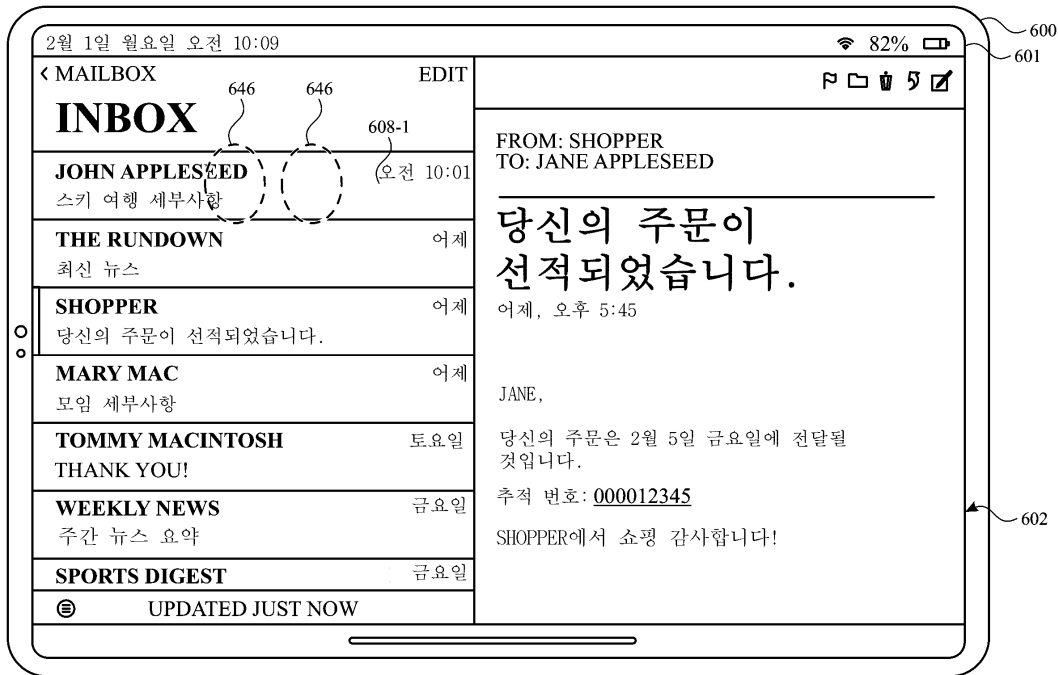 2월 1일 월요일 오전 10:09
82%
600
601
< MAILBOX
EDIT
INBOX
646
646
608-1
JOHN APPLESEED
오전 10:01
스키 여행 세부사항
THE RUNDOWN
어제
최신 뉴스
SHOPPER
어제
당신의 주문이 선적되었습니다.
MARY MAC
어제
모임 세부사항
TOMMY MACINTOSH
토요일
THANK YOU!
WEEKLY NEWS
금요일
주간 뉴스 요약
SPORTS DIGEST
금요일
UPDATED JUST NOW
FROM: SHOPPER
TO: JANE APPLESEED
당신의 주문이
선적되었습니다.
어제, 오후 5:45
JANE,
당신의 주문은 2월 5일 금요일에 전달될
것입니다.
추적 번호: 000012345
SHOPPER에서 쇼핑 감사합니다!
602